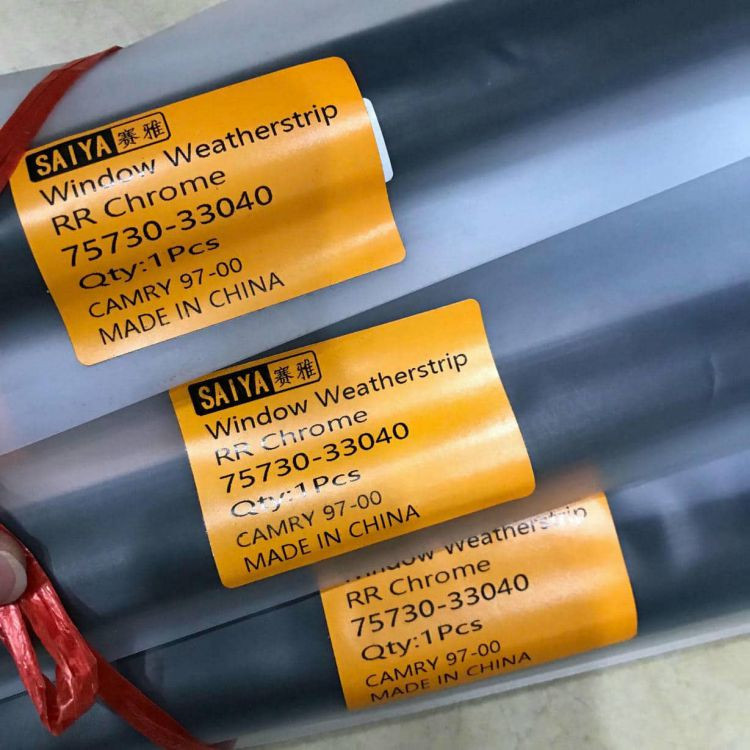 SAIYA 赛雅
Window Weatherstrip
RR Chrome
75730-33040
Qty:1Pcs
CAMRY 97-00
MADE IN CHINA
SAIYA 赛雅
Window Weatherstrip
RR Chrome
75730-33040
Qty:1Pcs
CAMRY 97-00
MADE IN CHINA
Window Weatherstrip
RR Chrome
75730-33040
Qty:1Pcs
CAMRY 97-00
MADE IN CHINA